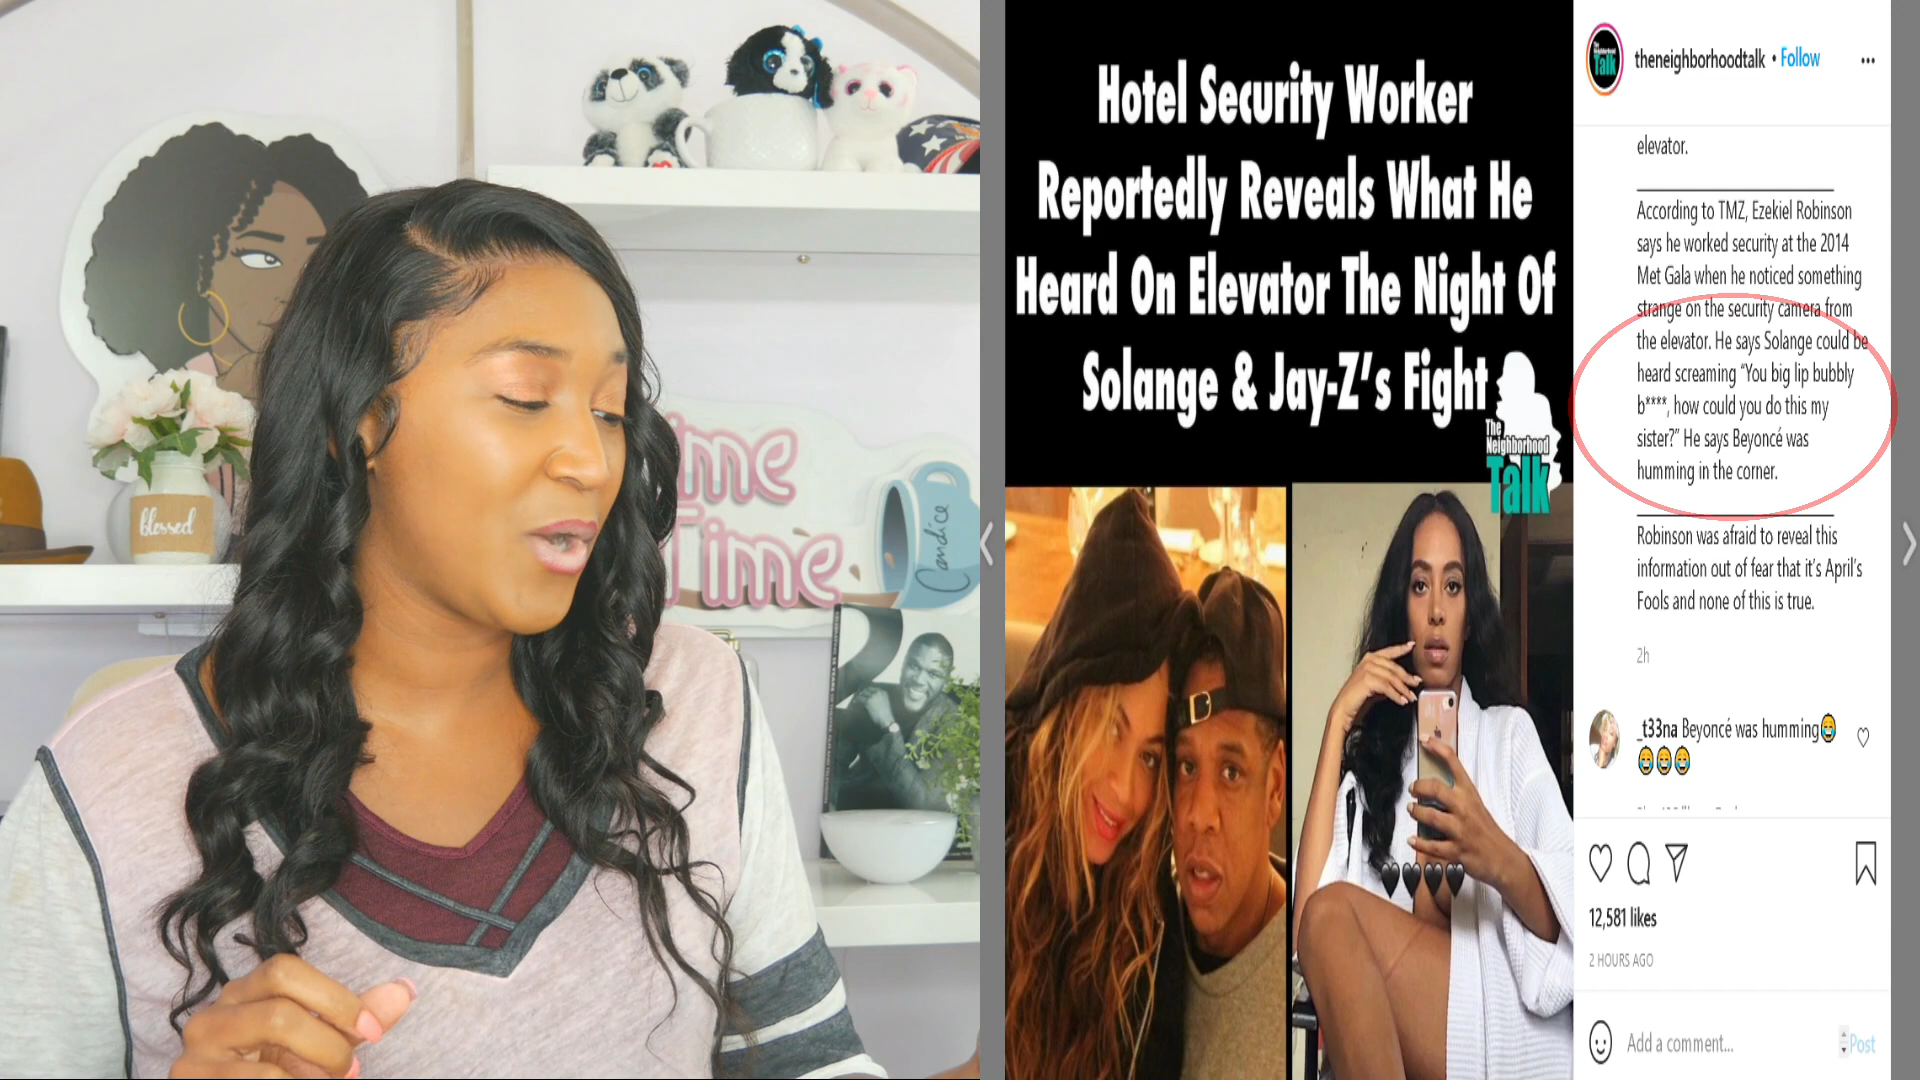 blessed
Time
Time
Candice
Hotel Security Worker
Reportedly Reveals What He
Heard On Elevator The Night Of
Solange & Jay-Z's Fight
The
Neighborhood
Talk
theneighborhoodtalk • Follow
elevator.
According to TMZ, Ezekiel Robinson
says he worked security at the 2014
Met Gala when he noticed something
strange on the security camera from
the elevator. He says Solange could be
heard screaming “You big lip bubbly
b****, how could you do this my
sister?” He says Beyoncé was
humming in the corner.
Robinson was afraid to reveal this
information out of fear that it’s April’s
Fools and none of this is true.
2h
_t33na Beyoncé was humming😂
😂😂😂
12,581 likes
2 HOURS AGO
Add a comment...
Post